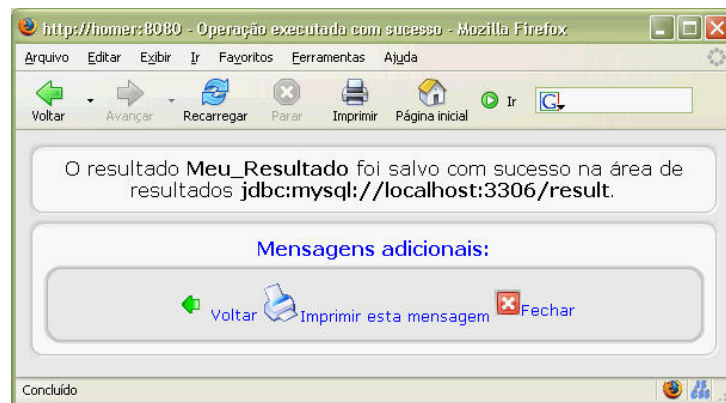 http://homer:8080 - Operação executada com sucesso - Mozilla Firefox
Arquivo Editar Exibir Ir Favoritos Ferramentas Ajuda
Voltar Avançar Recarregar Parar Imprimir Página inicial Ir G
O resultado Meu_Resultado foi salvo com sucesso na área de
resultados jdbc:mysql://localhost:3306/result.
Mensagens adicionais:
Voltar Imprimir esta mensagem Fechar
Concluído JS CSS